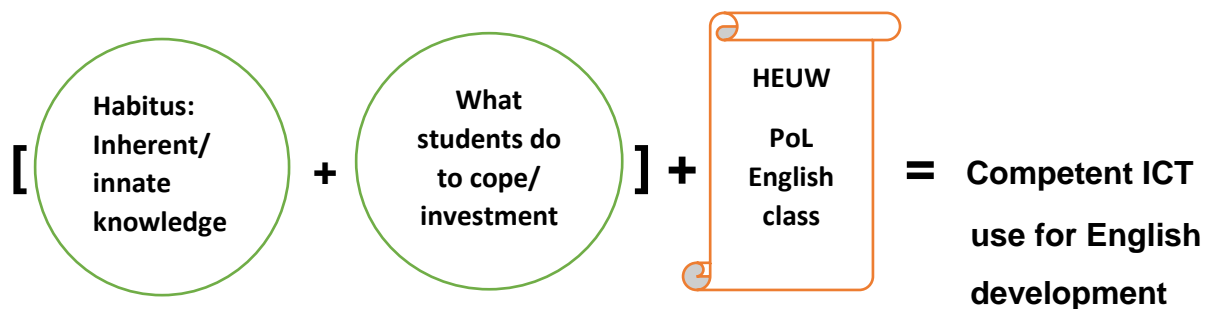 [
Habitus:
Inherent/
innate
knowledge
+
What
students do
to cope/
investment
]
+
HEUW
PoL
English
class
=
Competent ICT
use for English
development